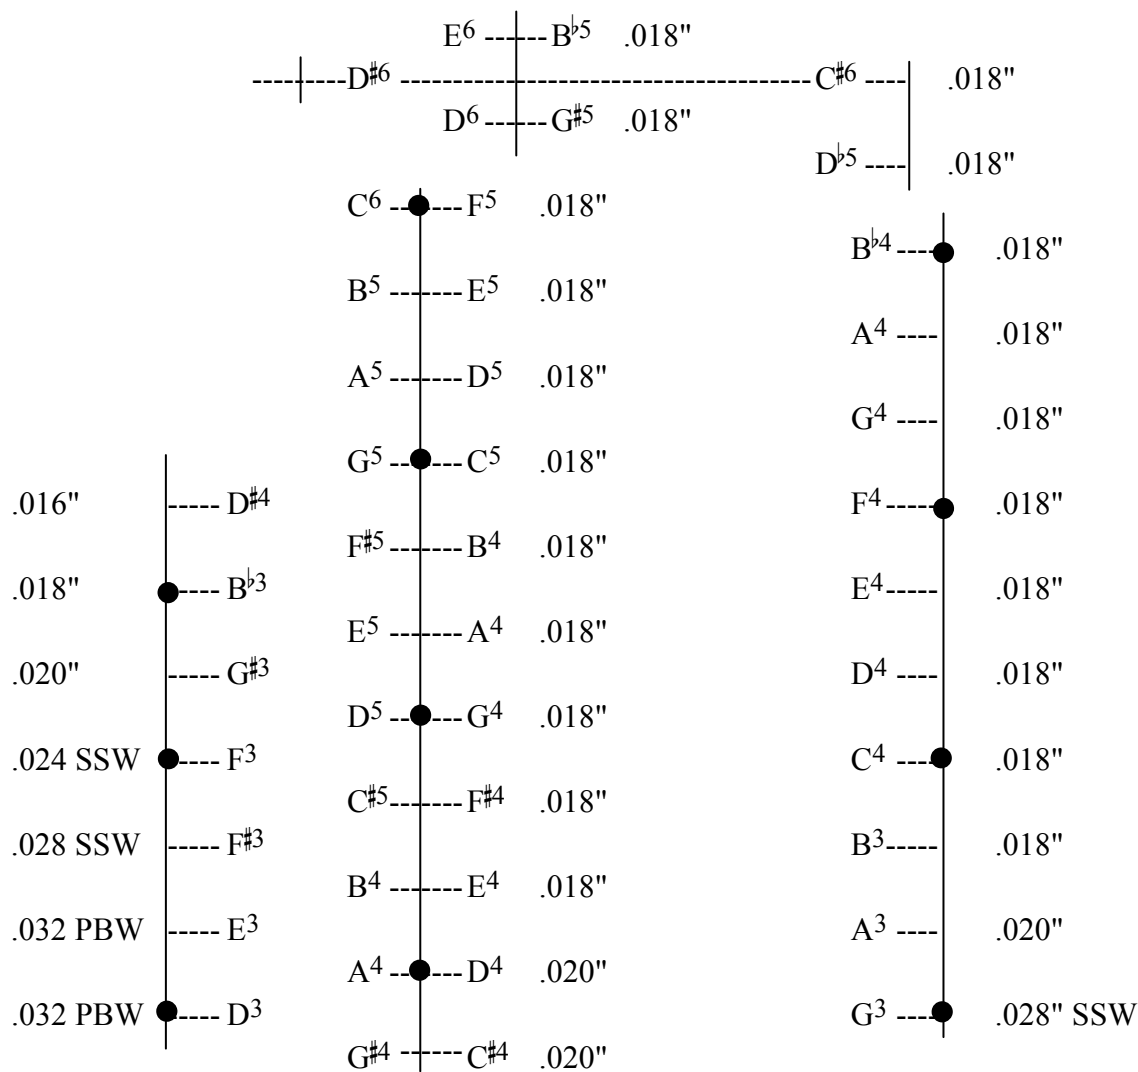 E⁶ B♭⁵ .018"
D♯⁶ C♯⁶ .018"
D⁶ G♯⁵ .018"
D♭⁵ .018"
C⁶ F⁵ .018"
B♭⁴ .018"
B⁵ E⁵ .018"
A⁴ .018"
A⁵ D⁵ .018"
G⁴ .018"
G⁵ C⁵ .018"
.016" D♯⁴ F⁴ .018"
F♯⁵ B⁴ .018"
.018" B♭³ E⁴ .018"
E⁵ A⁴ .018"
.020" G♯³ D⁴ .018"
D⁵ G⁴ .018"
.024 SSW F³ C⁴ .018"
C♯⁵ F♯⁴ .018"
.028 SSW F♯³ B³ .018"
B⁴ E⁴ .018"
.032 PBW E³ A³ .020"
A⁴ D⁴ .020"
.032 PBW D³ G³ .028" SSW
G♯⁴ C♯⁴ .020"